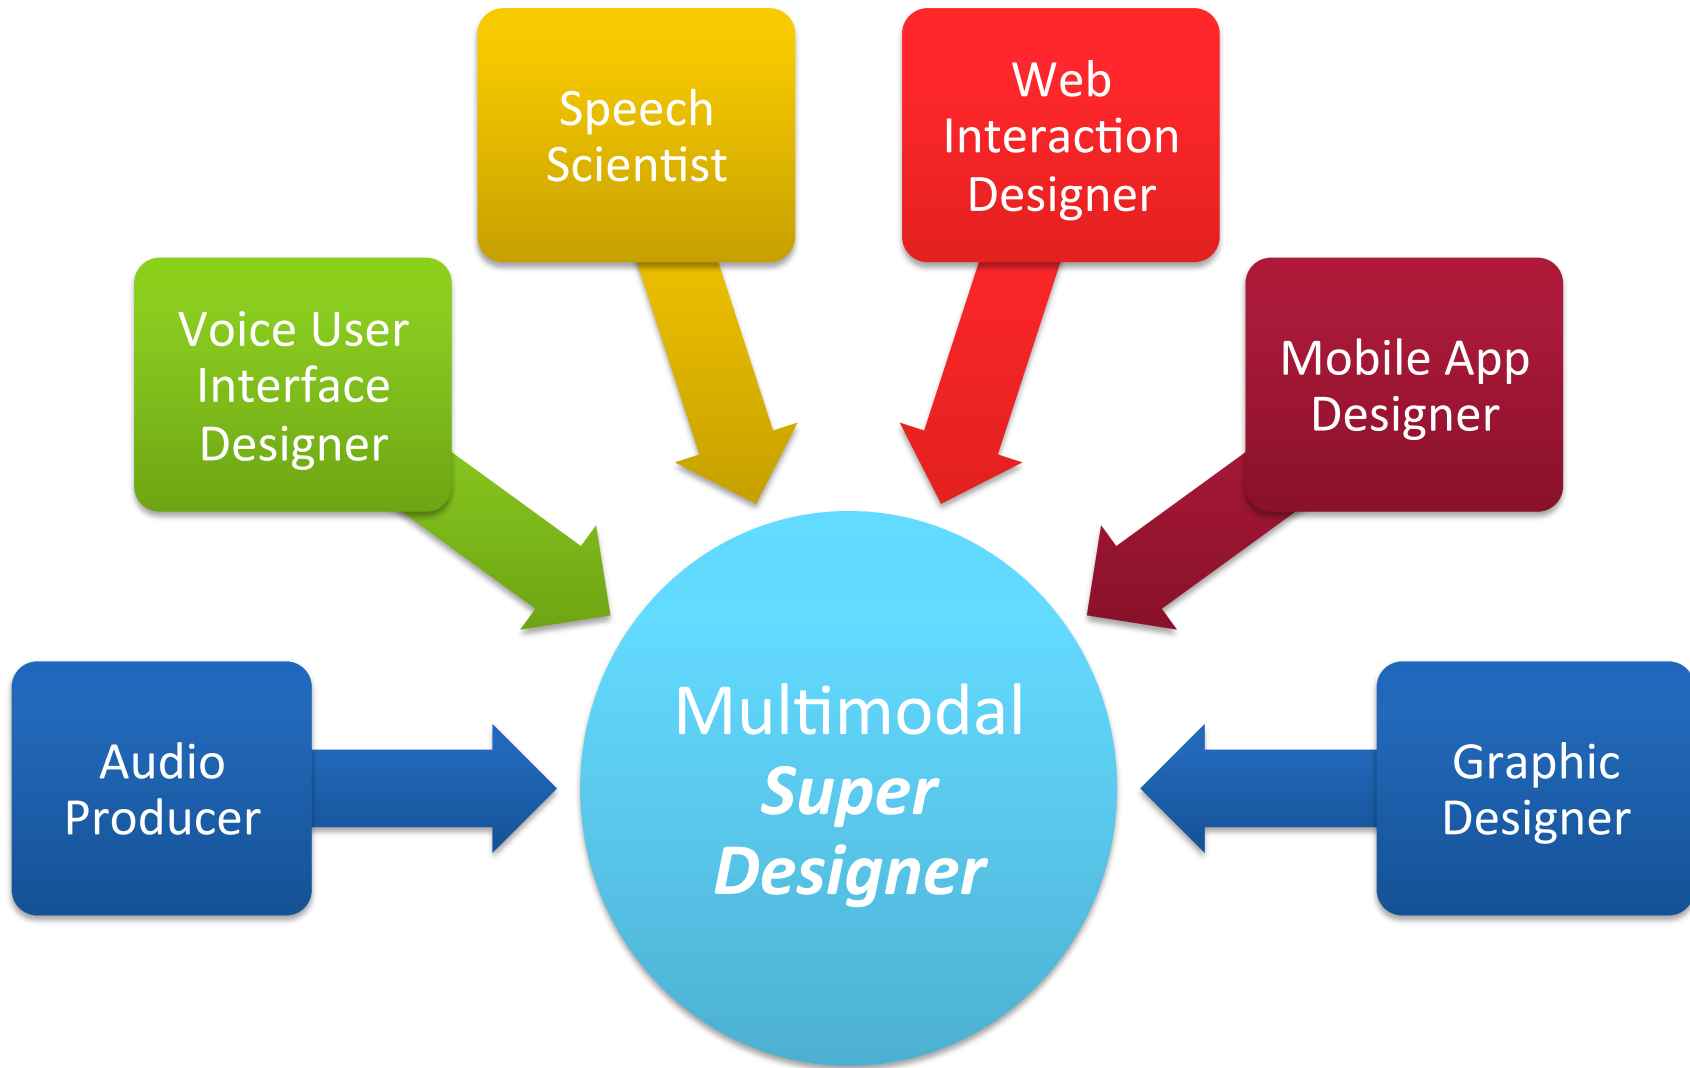 Speech
Scientist
Web
Interaction
Designer
Voice User
Interface
Designer
Mobile App
Designer
Audio
Producer
Multimodal
Super
Designer
Graphic
Designer